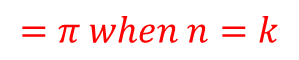 = π when n = k